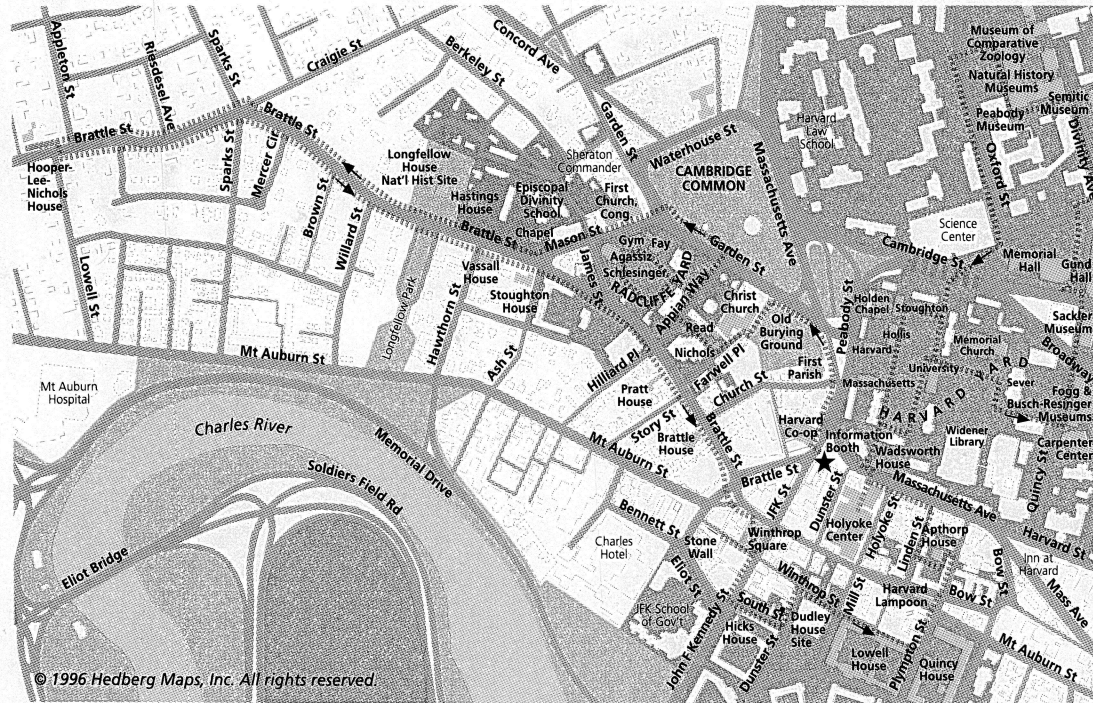 Appleton St
Riesdesel Ave
Sparks St
Craigie St
Berkeley St
Concord Ave
Garden St
Waterhouse St
Museum of
Comparative
Zoology
Natural History
Museums
Semitic
Museum
Peabody
Museum
Divinity Ave
Oxford St
Harvard
Law
School
Massachusetts Ave
CAMBRIDGE
COMMON
Sheraton
Commander
First
Church,
Cong.
Brattle St
Brattle St
Longfellow
House
Nat'l Hist Site
Hastings
House
Episcopal
Divinity
School
Chapel
Mason St
Brattle St
Hooper-
Lee-
Nichols
House
Sparks St
Mercer Cir
Brown St
Willard St
Lowell St
Longfellow Park
Hawthorn St
Vassall
House
Stoughton
House
Ash St
James St
Gym
Fay
Agassiz
Schlesinger
RADCLIFFE YARD
Appian Way
Garden St
Christ
Church
Read
Nichols
Farwell Pl
Old
Burying
Ground
First
Parish
Church St
Peabody St
Science
Center
Cambridge St
Memorial
Hall
Gund
Hall
Sackler
Museum
Broadway
Holden
Chapel
Stoughton
Hollis
Harvard
Memorial
Church
University
Massachusetts
HARVARD YARD
Sever
Fogg &
Busch-Resinger
Museums
Widener
Library
Carpenter
Center
Quincy St
Harvard
Co-op
Information
Booth
Wadsworth
House
Massachusetts Ave
Harvard St
Inn at
Harvard
Mass Ave
Mt Auburn St
Mt Auburn
Hospital
Charles River
Memorial Drive
Soldiers Field Rd
Eliot Bridge
Hilliard Pl
Pratt
House
Story St
Brattle
House
Mt Auburn St
Brattle St
Brattle St
JFK St
Dunster St
Holyoke
Center
Holyoke St
Linden St
Apthorp
House
Bow St
Bow St
Bennett St
Charles
Hotel
Stone
Wall
Winthrop
Square
Winthrop St
Mill St
Harvard
Lampoon
Eliot St
JFK School
of Gov't
John F Kennedy St
South St
Hicks
House
Dunster St
Dudley
House
Site
Lowell
House
Plympton St
Quincy
House
Mt Auburn St
© 1996 Hedberg Maps, Inc. All rights reserved.